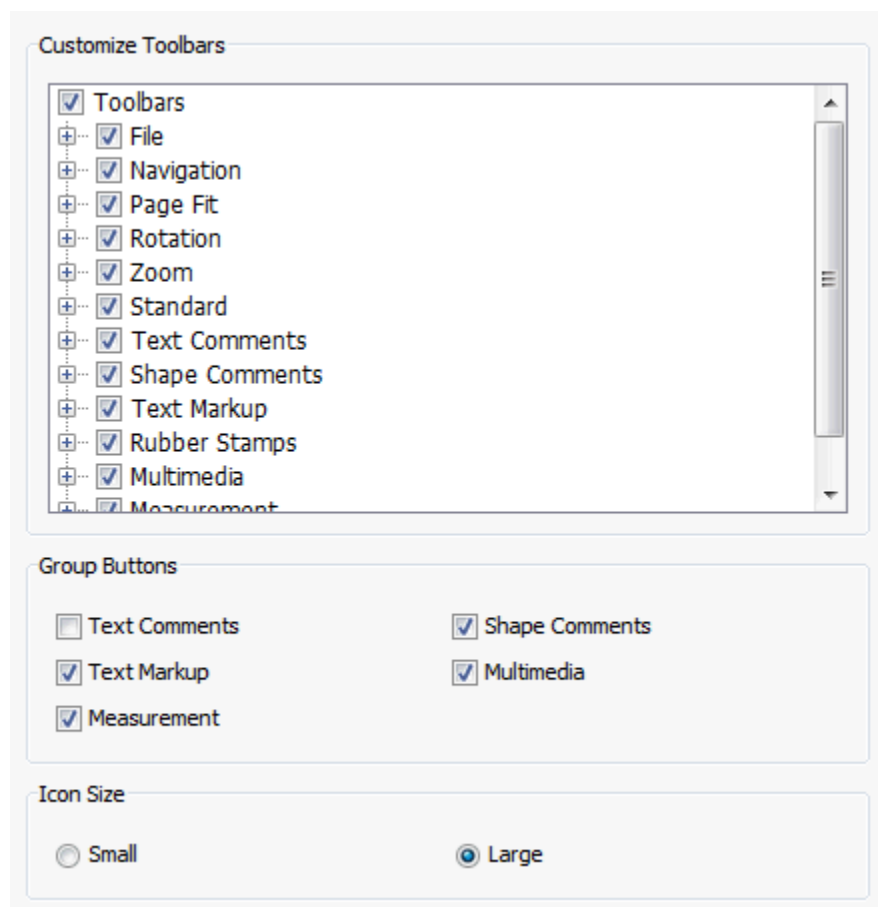 Customize Toolbars
Toolbars
File
Navigation
Page Fit
Rotation
Zoom
Standard
Text Comments
Shape Comments
Text Markup
Rubber Stamps
Multimedia
Measurement
Group Buttons
Text Comments Shape Comments
Text Markup Multimedia
Measurement
Icon Size
Small Large